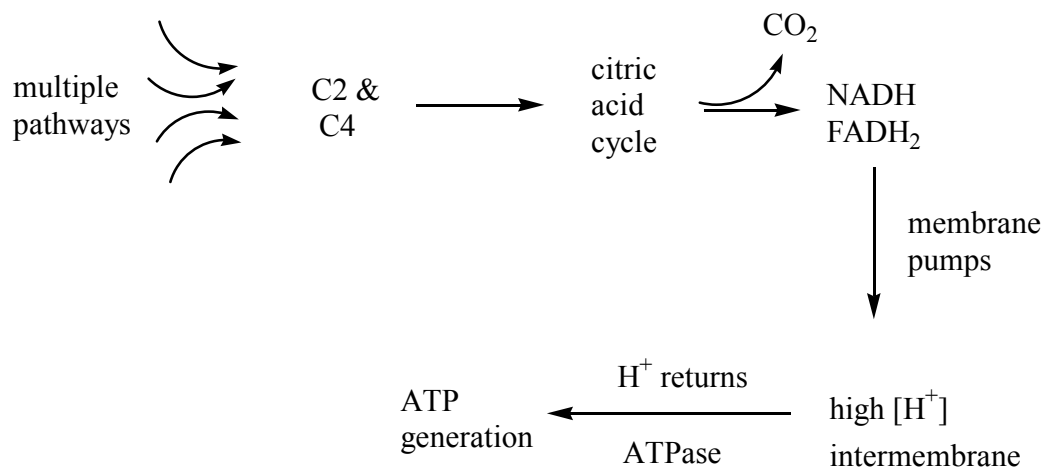 multiple
pathways
C2 &
C4
citric
acid
cycle
CO₂
NADH
FADH₂
membrane
pumps
high [H⁺]
intermembrane
H⁺ returns
ATPase
ATP
generation